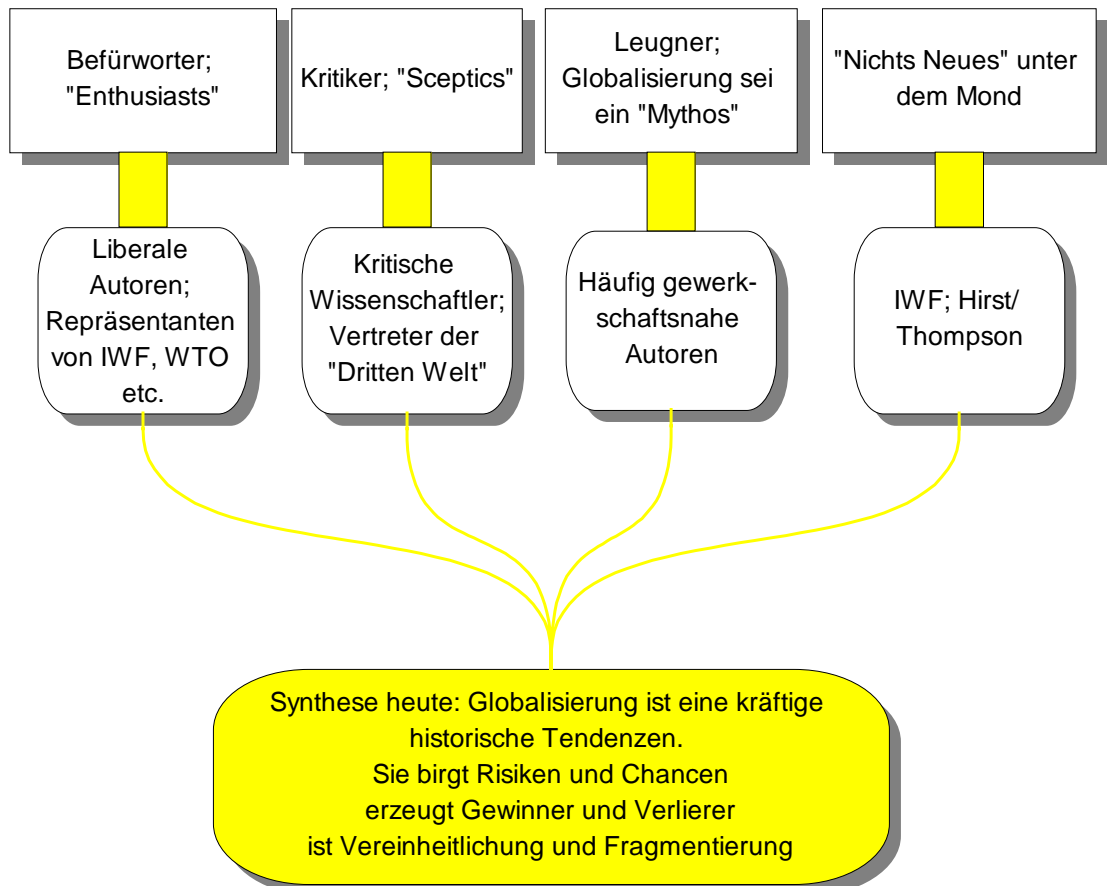 Befürworter;
"Enthusiasts"
Kritiker; "Sceptics"
Leugner;
Globalisierung sei
ein "Mythos"
"Nichts Neues" unter
dem Mond
Liberale
Autoren;
Repräsentanten
von IWF, WTO
etc.
Kritische
Wissenschaftler;
Vertreter der
"Dritten Welt"
Häufig gewerk-
schaftsnahe
Autoren
IWF; Hirst/
Thompson
Synthese heute: Globalisierung ist eine kräftige
historische Tendenzen.
Sie birgt Risiken und Chancen
erzeugt Gewinner und Verlierer
ist Vereinheitlichung und Fragmentierung